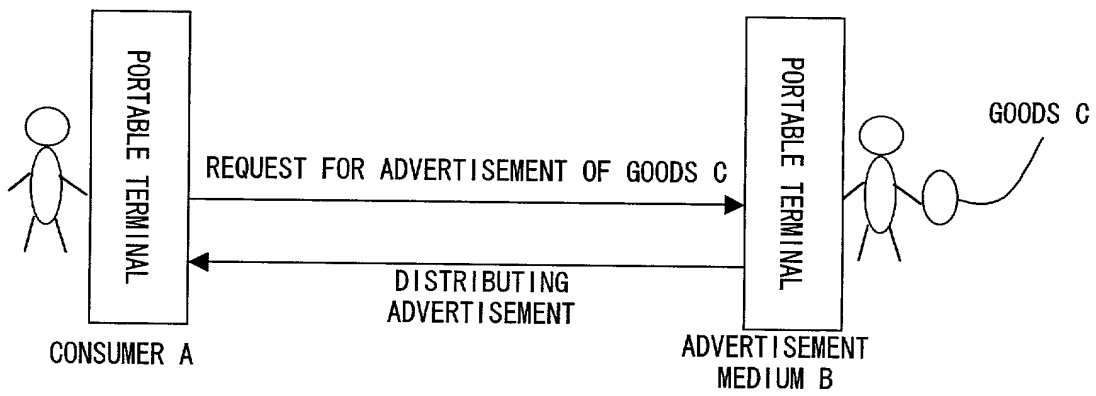 PORTABLE TERMINAL
REQUEST FOR ADVERTISEMENT OF GOODS C
DISTRIBUTING
ADVERTISEMENT
CONSUMER A
PORTABLE TERMINAL
GOODS C
ADVERTISEMENT
MEDIUM B